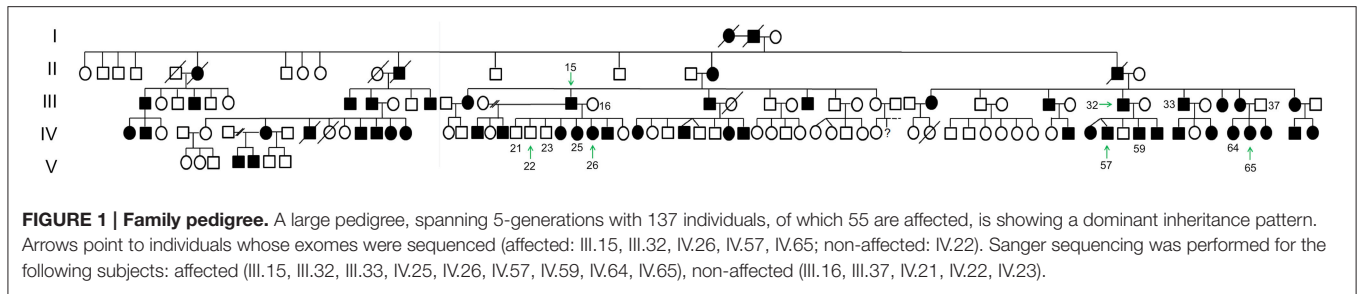 I
II
15
III
16
32
33
37
?
IV
21
23
25
59
64
22
26
57
65
V
FIGURE 1 | Family pedigree. A large pedigree, spanning 5-generations with 137 individuals, of which 55 are affected, is showing a dominant inheritance pattern.
Arrows point to individuals whose exomes were sequenced (affected: III.15, III.32, IV.26, IV.57, IV.65; non-affected: IV.22). Sanger sequencing was performed for the
following subjects: affected (III.15, III.32, III.33, IV.25, IV.26, IV.57, IV.59, IV.64, IV.65), non-affected (III.16, III.37, IV.21, IV.22, IV.23).